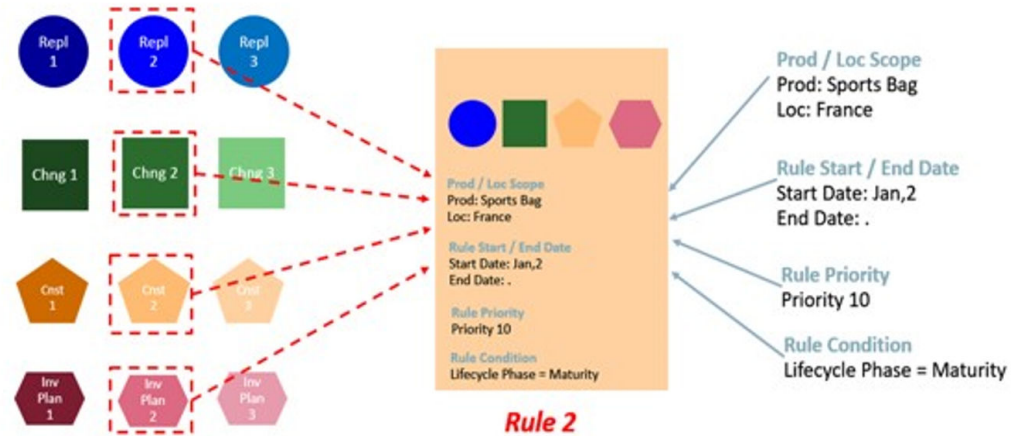 Repl
1
Repl
2
Repl
3
Chng 1
Chng 2
Chng 3
Cnst
1
Cnst
2
Cnst
3
Inv
Plan
1
Inv
Plan
2
Inv
Plan
3
Prod / Loc Scope
Prod: Sports Bag
Loc: France
Rule Start / End Date
Start Date: Jan,2
End Date: .
Rule Priority
Priority 10
Rule Condition
Lifecycle Phase = Maturity
Rule 2
Prod / Loc Scope
Prod: Sports Bag
Loc: France
Rule Start / End Date
Start Date: Jan,2
End Date: .
Rule Priority
Priority 10
Rule Condition
Lifecycle Phase = Maturity